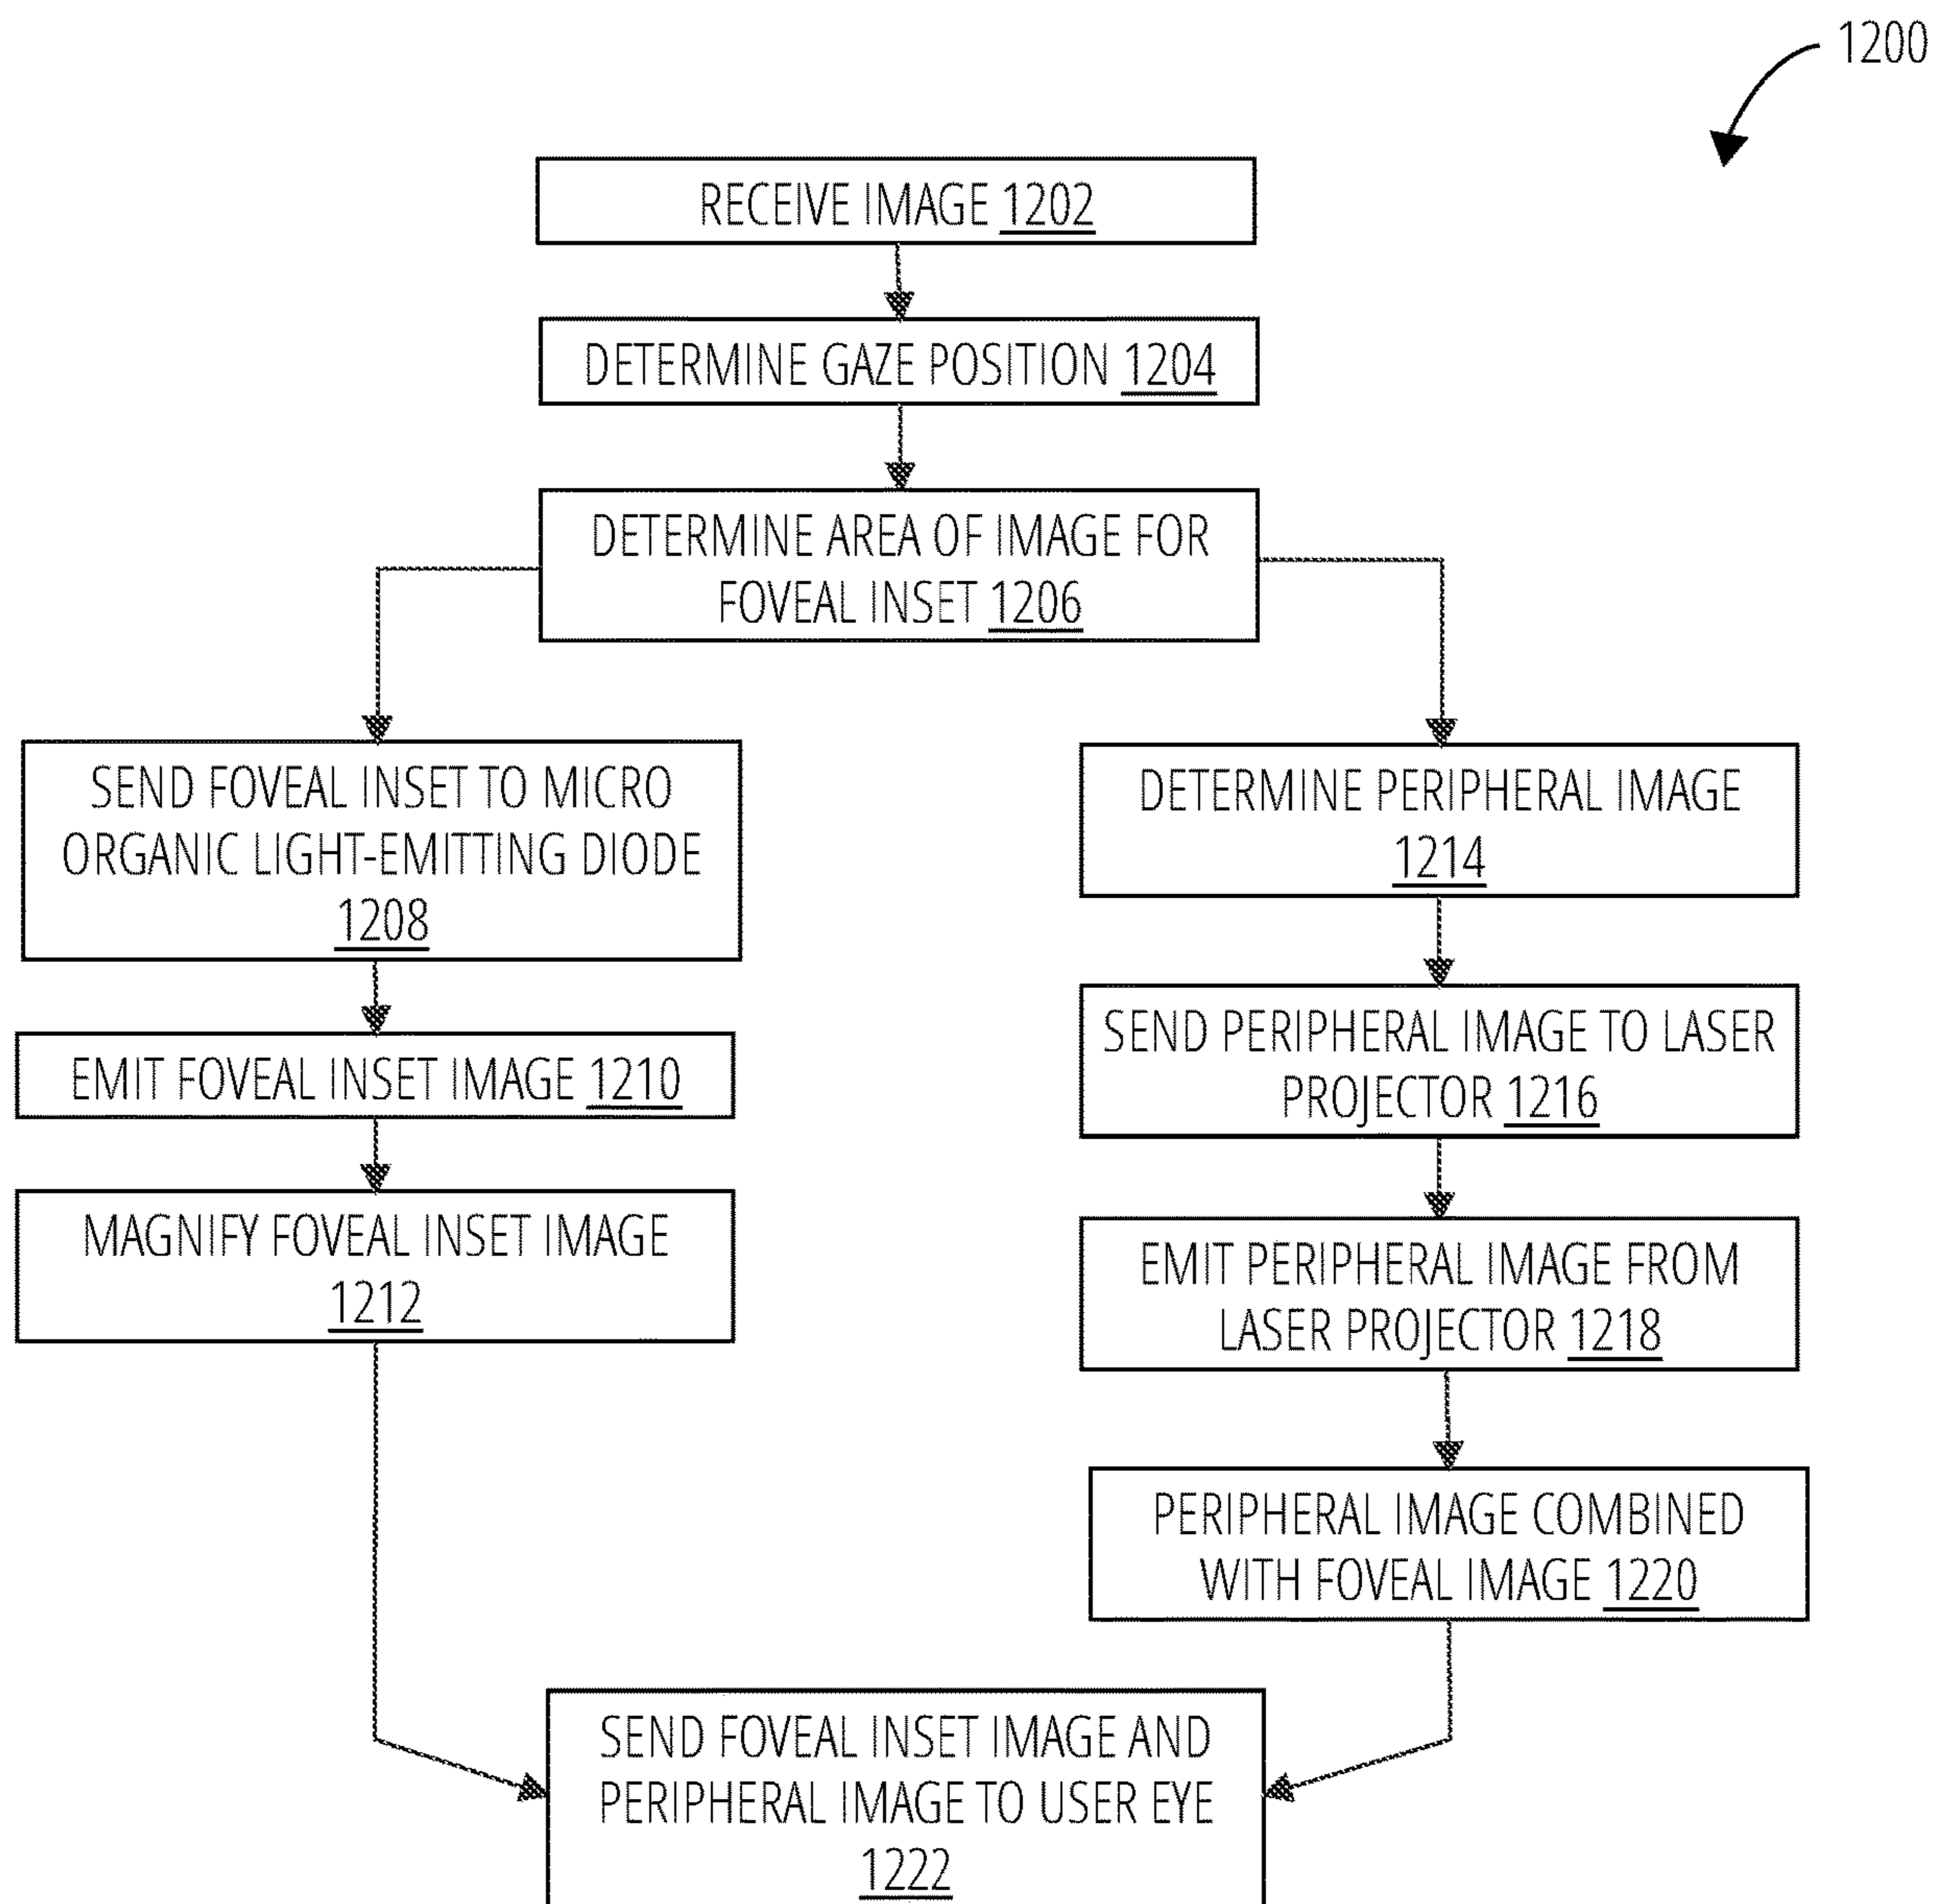 1200
RECEIVE IMAGE 1202
DETERMINE GAZE POSITION 1204
DETERMINE AREA OF IMAGE FOR
FOVEAL INSET 1206
SEND FOVEAL INSET TO MICRO
ORGANIC LIGHT-EMITTING DIODE
1208
EMIT FOVEAL INSET IMAGE 1210
MAGNIFY FOVEAL INSET IMAGE
1212
DETERMINE PERIPHERAL IMAGE
1214
SEND PERIPHERAL IMAGE TO LASER
PROJECTOR 1216
EMIT PERIPHERAL IMAGE FROM
LASER PROJECTOR 1218
PERIPHERAL IMAGE COMBINED
WITH FOVEAL IMAGE 1220
SEND FOVEAL INSET IMAGE AND
PERIPHERAL IMAGE TO USER EYE
1222